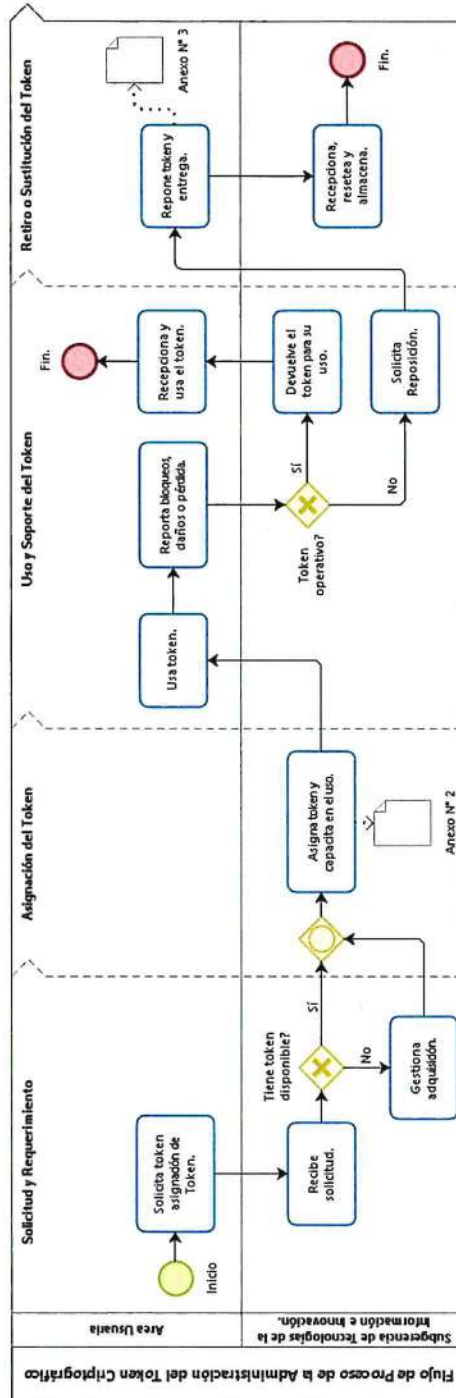 Flujo de Proceso de la Administración del Token Criptográfico
Area Usuaria
Subgerencia de Tecnologías de la
Información e Innovación.
Solicitud y Requerimiento
Inicio
Solicita token
asignación de
Token.
Recibe
solicitud.
Tiene token
disponible?
Sí
No
Gestiona
adquisición.
Asignación del Token
Asigna token y
capacita en el uso.
Anexo N° 2
Uso y Soporte del Token
Usa token.
Reporta bloqueos,
daños o pérdida.
Token
operativo?
Sí
No
Devuelve el
token para su
uso.
Recepciona y
usa el token.
Fin.
Solicita
Reposición.
Retiro o Sustitución del Token
Repone token y
entrega.
Anexo N° 3
Recepciona,
resetea y
almacena.
Fin.